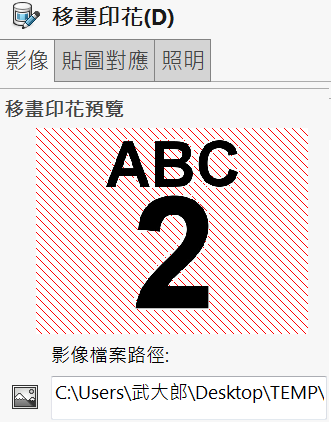 移畫印花(D)
影像 貼圖對應 照明
移畫印花預覽
ABC
2
影像檔案路徑:
C:\Users\武大郎\Desktop\TEMP\